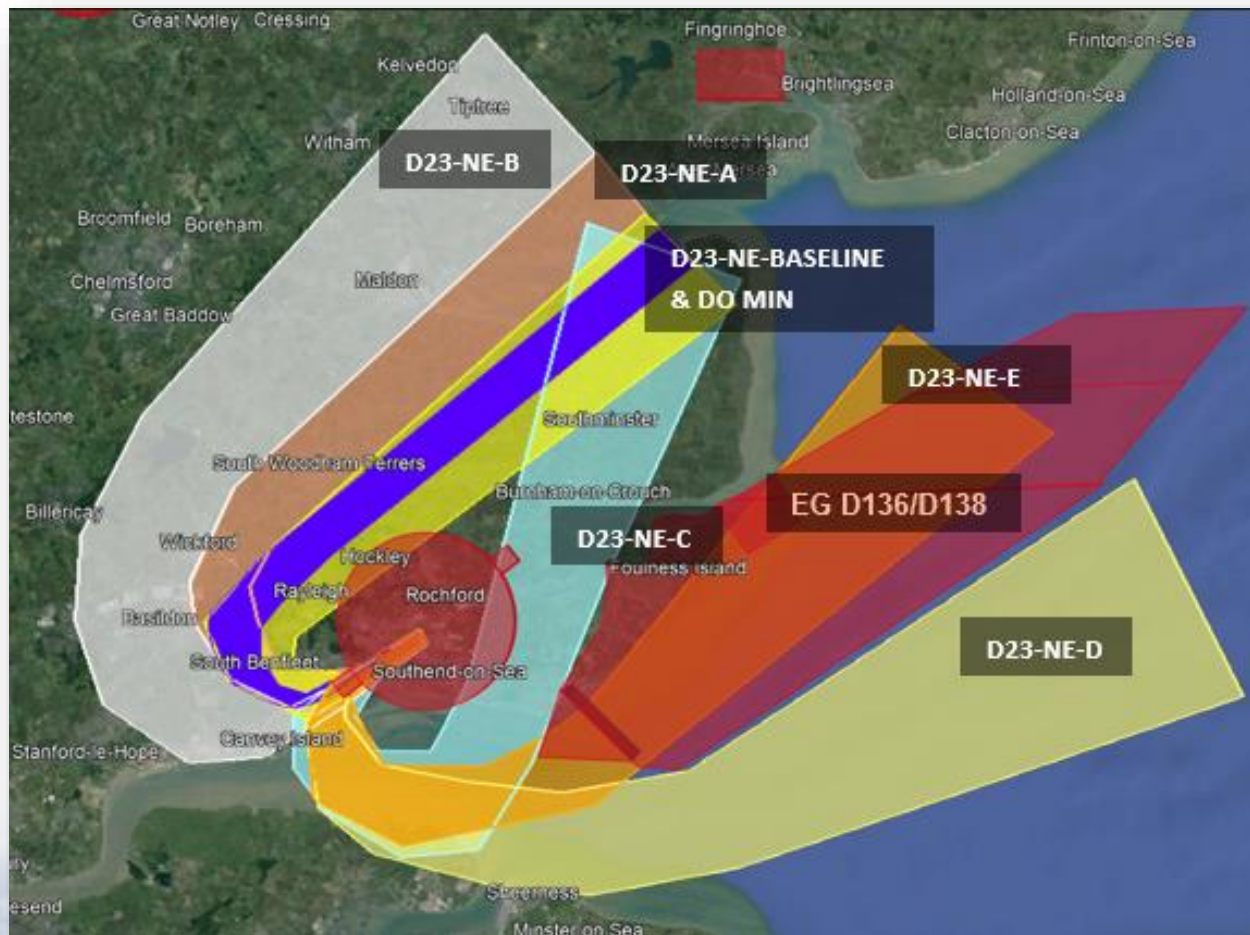 Great Notley
Cressing
Fingringhoe
Frinton-on-Sea
Kelvedon
Brightlingsea
Holland-on-Sea
Tiptree
Clacton-on-Sea
Witham
Mersea Island
D23-NE-B
D23-NE-A
Mersea
Broomfield
Boreham
D23-NE-BASELINE
& DO MIN
Chelmsford
Maldon
Great Baddow
D23-NE-E
Southminster
South Woodham Ferrers
Burnham-on-Crouch
Billericay
EG D136/D138
Wickford
D23-NE-C
Hockley
Foulness Island
Rayleigh
Rochford
Basildon
D23-NE-D
South Benfleet
Southend-on-Sea
Canvey Island
Stanford-le-Hope
Sheerness
esend
Minster on Sea